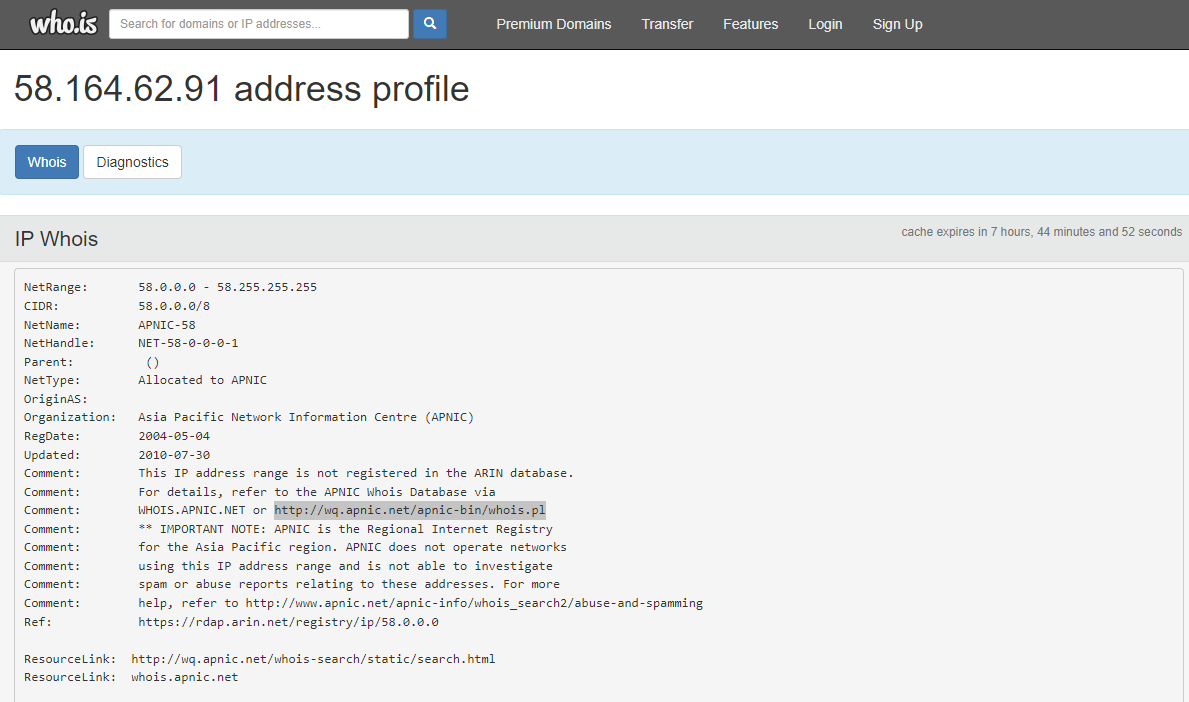 who.is Search for domains or IP addresses... Premium Domains Transfer Features Login Sign Up
58.164.62.91 address profile
Whois Diagnostics
IP Whois cache expires in 7 hours, 44 minutes and 52 seconds
NetRange: 58.0.0.0 - 58.255.255.255
CIDR: 58.0.0.0/8
NetName: APNIC-58
NetHandle: NET-58-0-0-0-1
Parent: ()
NetType: Allocated to APNIC
OriginAS:
Organization: Asia Pacific Network Information Centre (APNIC)
RegDate: 2004-05-04
Updated: 2010-07-30
Comment: This IP address range is not registered in the ARIN database.
Comment: For details, refer to the APNIC Whois Database via
Comment: WHOIS.APNIC.NET or http://wq.apnic.net/apnic-bin/whois.pl
Comment: ** IMPORTANT NOTE: APNIC is the Regional Internet Registry
Comment: for the Asia Pacific region. APNIC does not operate networks
Comment: using this IP address range and is not able to investigate
Comment: spam or abuse reports relating to these addresses. For more
Comment: help, refer to http://www.apnic.net/apnic-info/whois_search2/abuse-and-spamming
Ref: https://rdap.arin.net/registry/ip/58.0.0.0
ResourceLink: http://wq.apnic.net/whois-search/static/search.html
ResourceLink: whois.apnic.net